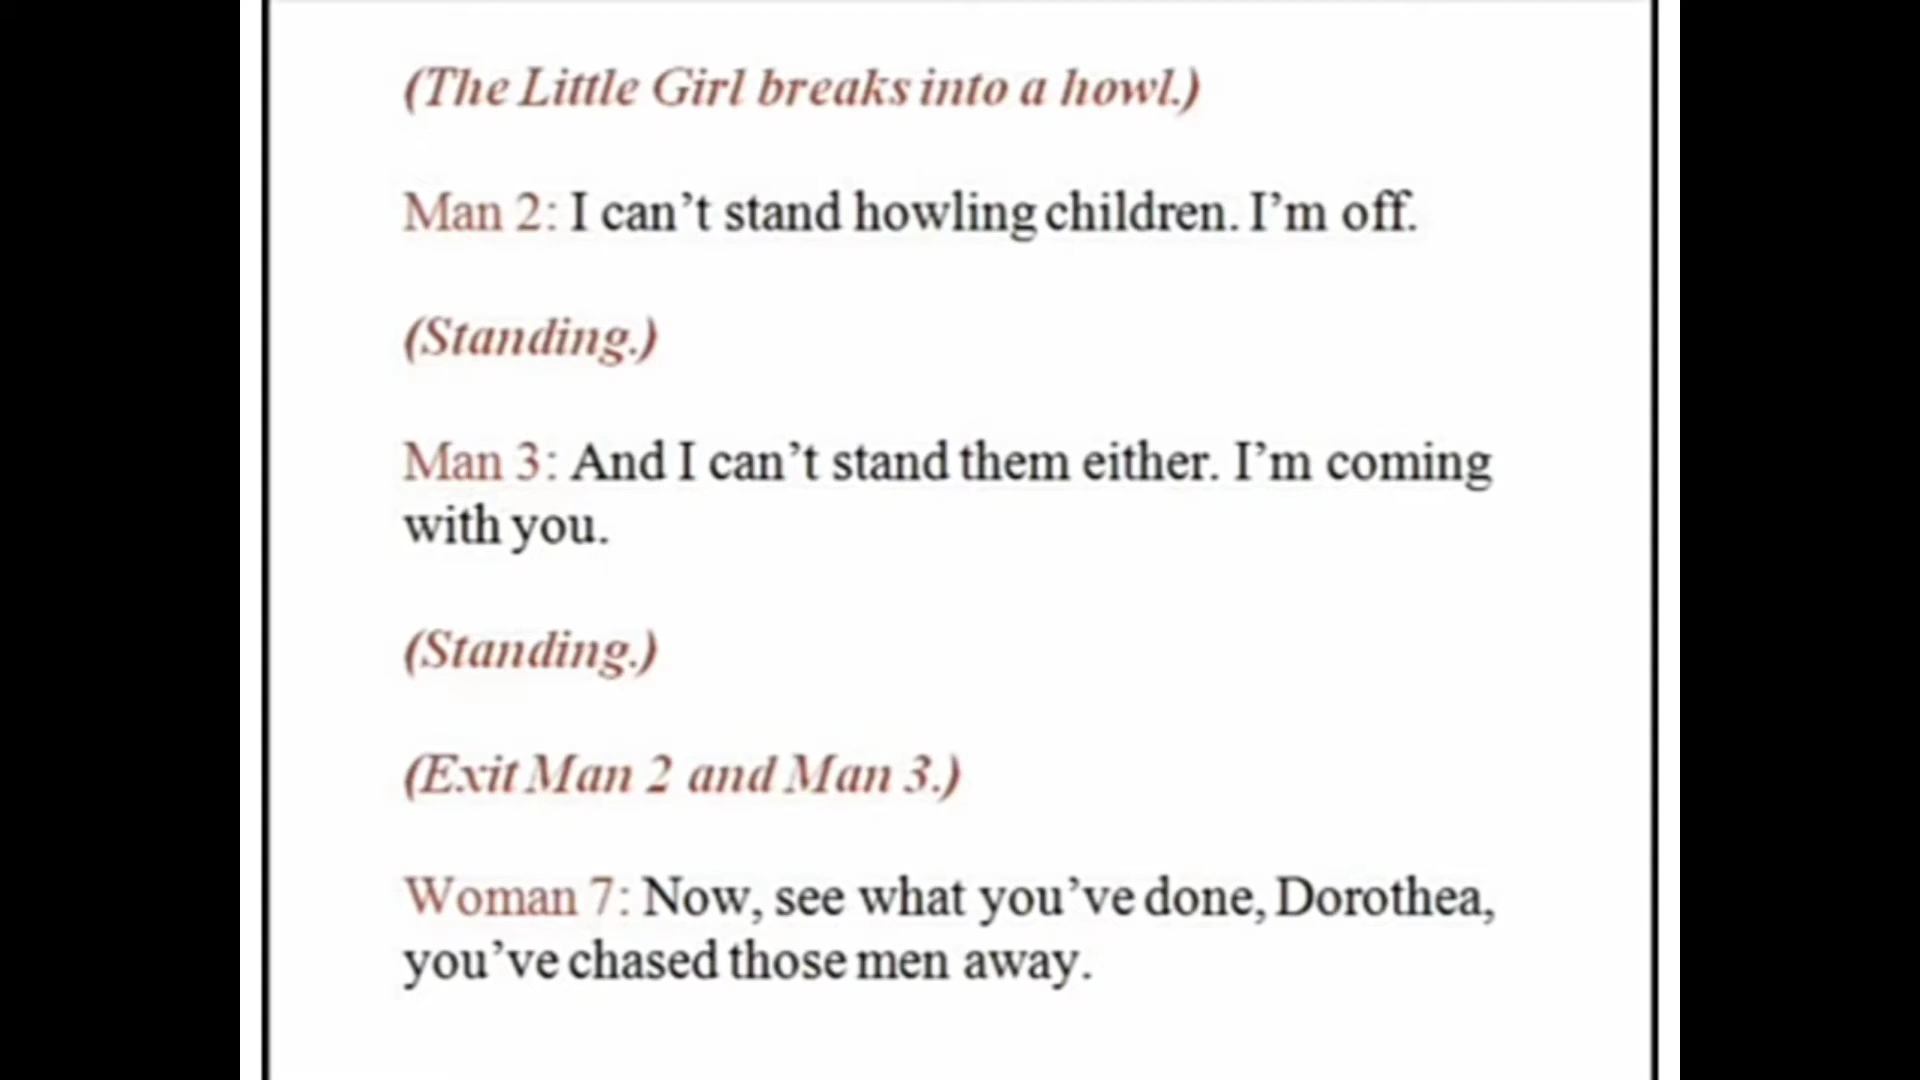 (The Little Girl breaks into a howl.)
Man 2: I can’t stand howling children. I’m off.
(Standing.)
Man 3: And I can’t stand them either. I’m coming
with you.
(Standing.)
(Exit Man 2 and Man 3.)
Woman 7: Now, see what you’ve done, Dorothea,
you’ve chased those men away.